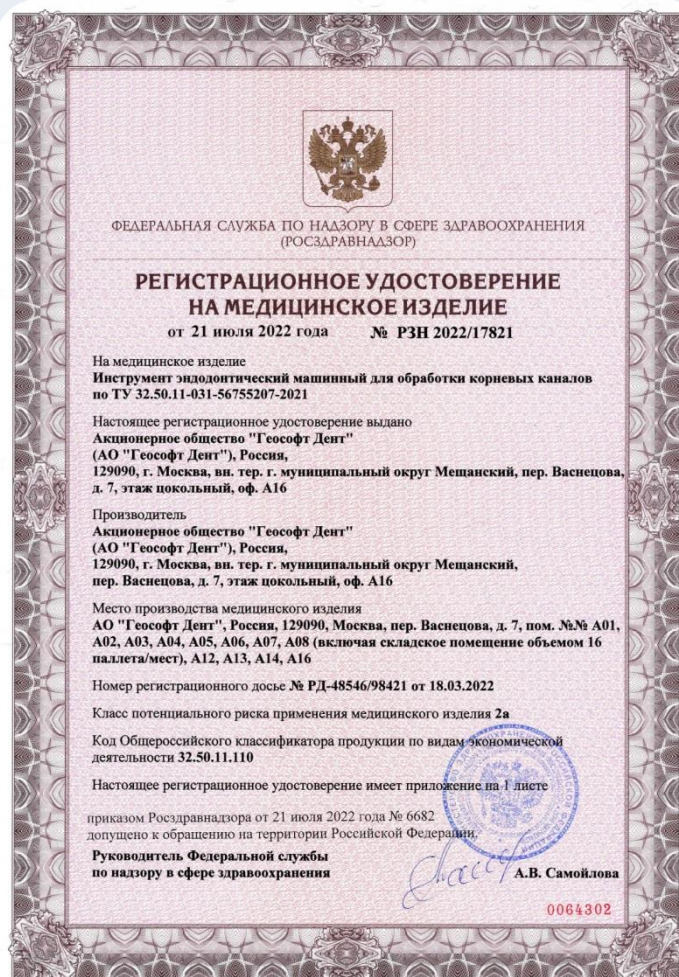 ФЕДЕРАЛЬНАЯ СЛУЖБА ПО НАДЗОРУ В СФЕРЕ ЗДРАВООХРАНЕНИЯ
(РОСЗДРАВНАДЗОР)
РЕГИСТРАЦИОННОЕ УДОСТОВЕРЕНИЕ
НА МЕДИЦИНСКОЕ ИЗДЕЛИЕ
от 21 июля 2022 года № РЗН 2022/17821
На медицинское изделие
Инструмент эндодонтический машинный для обработки корневых каналов
по ТУ 32.50.11-031-56755207-2021
Настоящее регистрационное удостоверение выдано
Акционерное общество "Геософт Дент"
(АО "Геософт Дент"), Россия,
129090, г. Москва, вн. тер. г. муниципальный округ Мещанский, пер. Васнецова,
д. 7, этаж цокольный, оф. А16
Производитель
Акционерное общество "Геософт Дент"
(АО "Геософт Дент"), Россия,
129090, г. Москва, вн. тер. г. муниципальный округ Мещанский,
пер. Васнецова, д. 7, этаж цокольный, оф. А16
Место производства медицинского изделия
АО "Геософт Дент", Россия, 129090, Москва, пер. Васнецова, д. 7, пом. №№ А01,
А02, А03, А04, А05, А06, А07, А08 (включая складское помещение объемом 16
паллета/мест), А12, А13, А14, А16
Номер регистрационного досье № РД-48546/98421 от 18.03.2022
Класс потенциального риска применения медицинского изделия 2а
Код Общероссийского классификатора продукции по видам экономической
деятельности 32.50.11.110
Настоящее регистрационное удостоверение имеет приложение на 1 листе
приказом Росздравнадзора от 21 июля 2022 года № 6682
допущено к обращению на территории Российской Федерации.
Руководитель Федеральной службы
по надзору в сфере здравоохранения
А.В. Самойлова
0064302